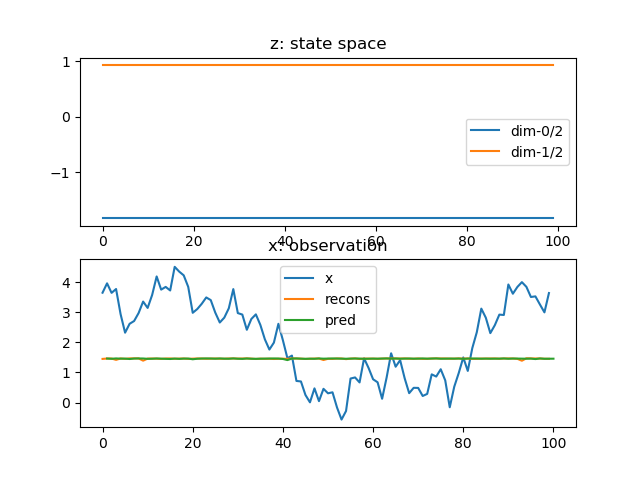 z: state space
1
0
−1
dim-0/2
dim-1/2
0 20 40 60 80 100
x: observation
4
3
2
1
0
x
recons
pred
0 20 40 60 80 100